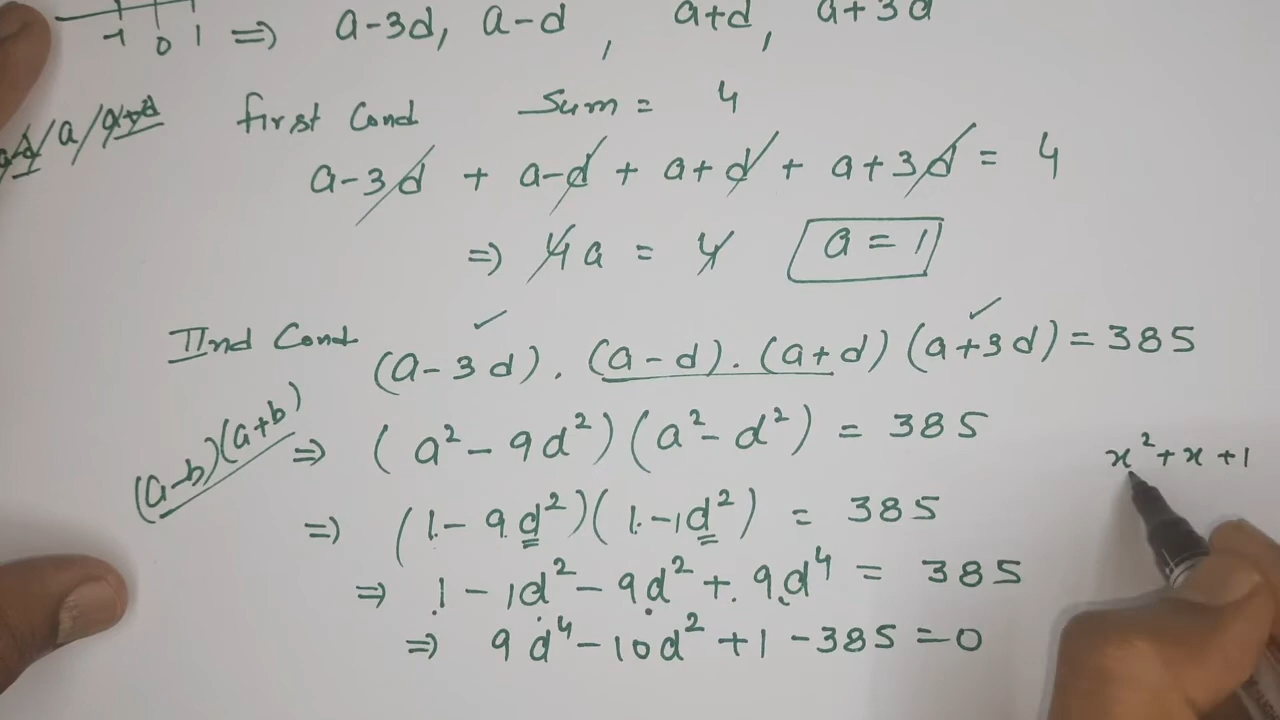 -1 0 1 ⇒ a-3d, a-d, a+d, a+3d
a-d/a/a+d first Cond Sum = 4
a-3d + a-d + a+d + a+3d = 4
⇒ 4a = 4 a = 1
IInd Cond (a-3d).(a-d).(a+d)(a+3d) = 385
(a-b)(a+b) ⇒ (a²-9d²)(a²-d²) = 385
x²+x+1
⇒ (1-9d²)(1-1d²) = 385
⇒ 1-1d²-9d²+9d⁴ = 385
⇒ 9d⁴-10d²+1-385=0